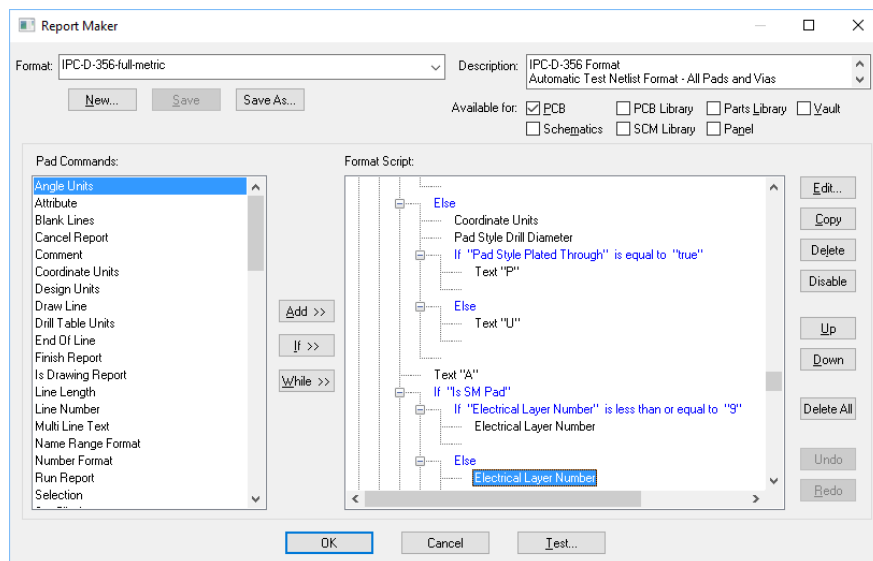 Report Maker
Format: IPC-D-356-full-metric
Description: IPC-D-356 Format
Automatic Test Netlist Format - All Pads and Vias
New... Save Save As...
Available for: PCB PCB Library Parts Library Vault
Schematics SCM Library Panel
Pad Commands:
Angle Units
Attribute
Blank Lines
Cancel Report
Comment
Coordinate Units
Design Units
Draw Line
Drill Table Units
End Of Line
Finish Report
Is Drawing Report
Line Length
Line Number
Multi Line Text
Name Range Format
Number Format
Run Report
Selection
Add >>
If >>
While >>
Format Script:
Else
Coordinate Units
Pad Style Drill Diameter
If "Pad Style Plated Through" is equal to "true"
Text "P"
Else
Text "U"
Text "A"
If "Is SM Pad"
If "Electrical Layer Number" is less than or equal to "9"
Electrical Layer Number
Else
Electrical Layer Number
Edit...
Copy
Delete
Disable
Up
Down
Delete All
Undo
Redo
OK Cancel Test...